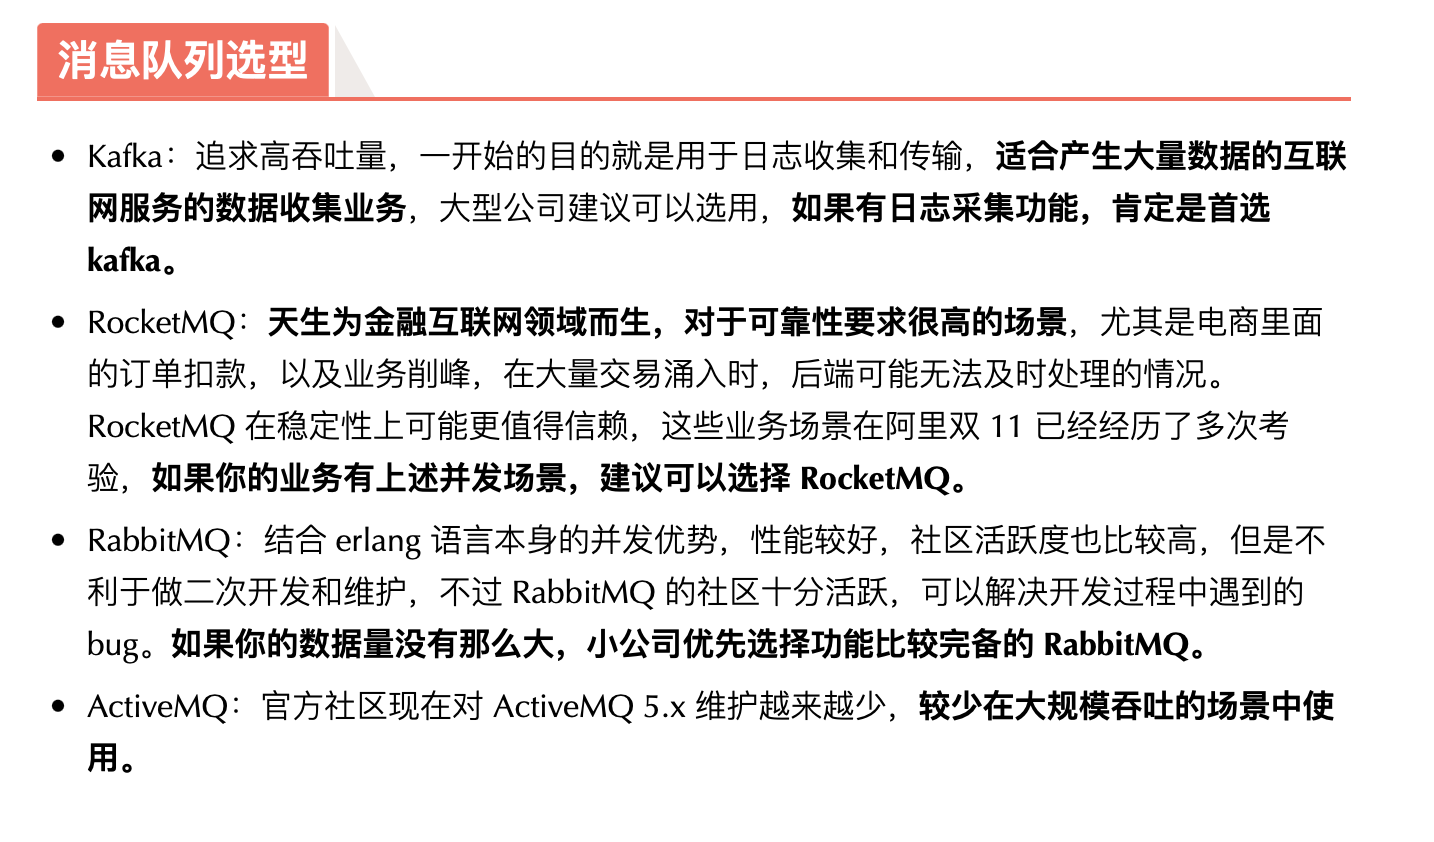 消息队列选型
• Kafka：追求高吞吐量，一开始的目的就是用于日志收集和传输，适合产生大量数据的互联
网服务的数据收集业务，大型公司建议可以选用，如果有日志采集功能，肯定是首选
kafka。
• RocketMQ：天生为金融互联网领域而生，对于可靠性要求很高的场景，尤其是电商里面
的订单扣款，以及业务削峰，在大量交易涌入时，后端可能无法及时处理的情况。
RocketMQ 在稳定性上可能更值得信赖，这些业务场景在阿里双 11 已经经历了多次考
验，如果你的业务有上述并发场景，建议可以选择 RocketMQ。
• RabbitMQ：结合 erlang 语言本身的并发优势，性能较好，社区活跃度也比较高，但是不
利于做二次开发和维护，不过 RabbitMQ 的社区十分活跃，可以解决开发过程中遇到的
bug。如果你的数据量没有那么大，小公司优先选择功能比较完备的 RabbitMQ。
• ActiveMQ：官方社区现在对 ActiveMQ 5.x 维护越来越少，较少在大规模吞吐的场景中使
用。